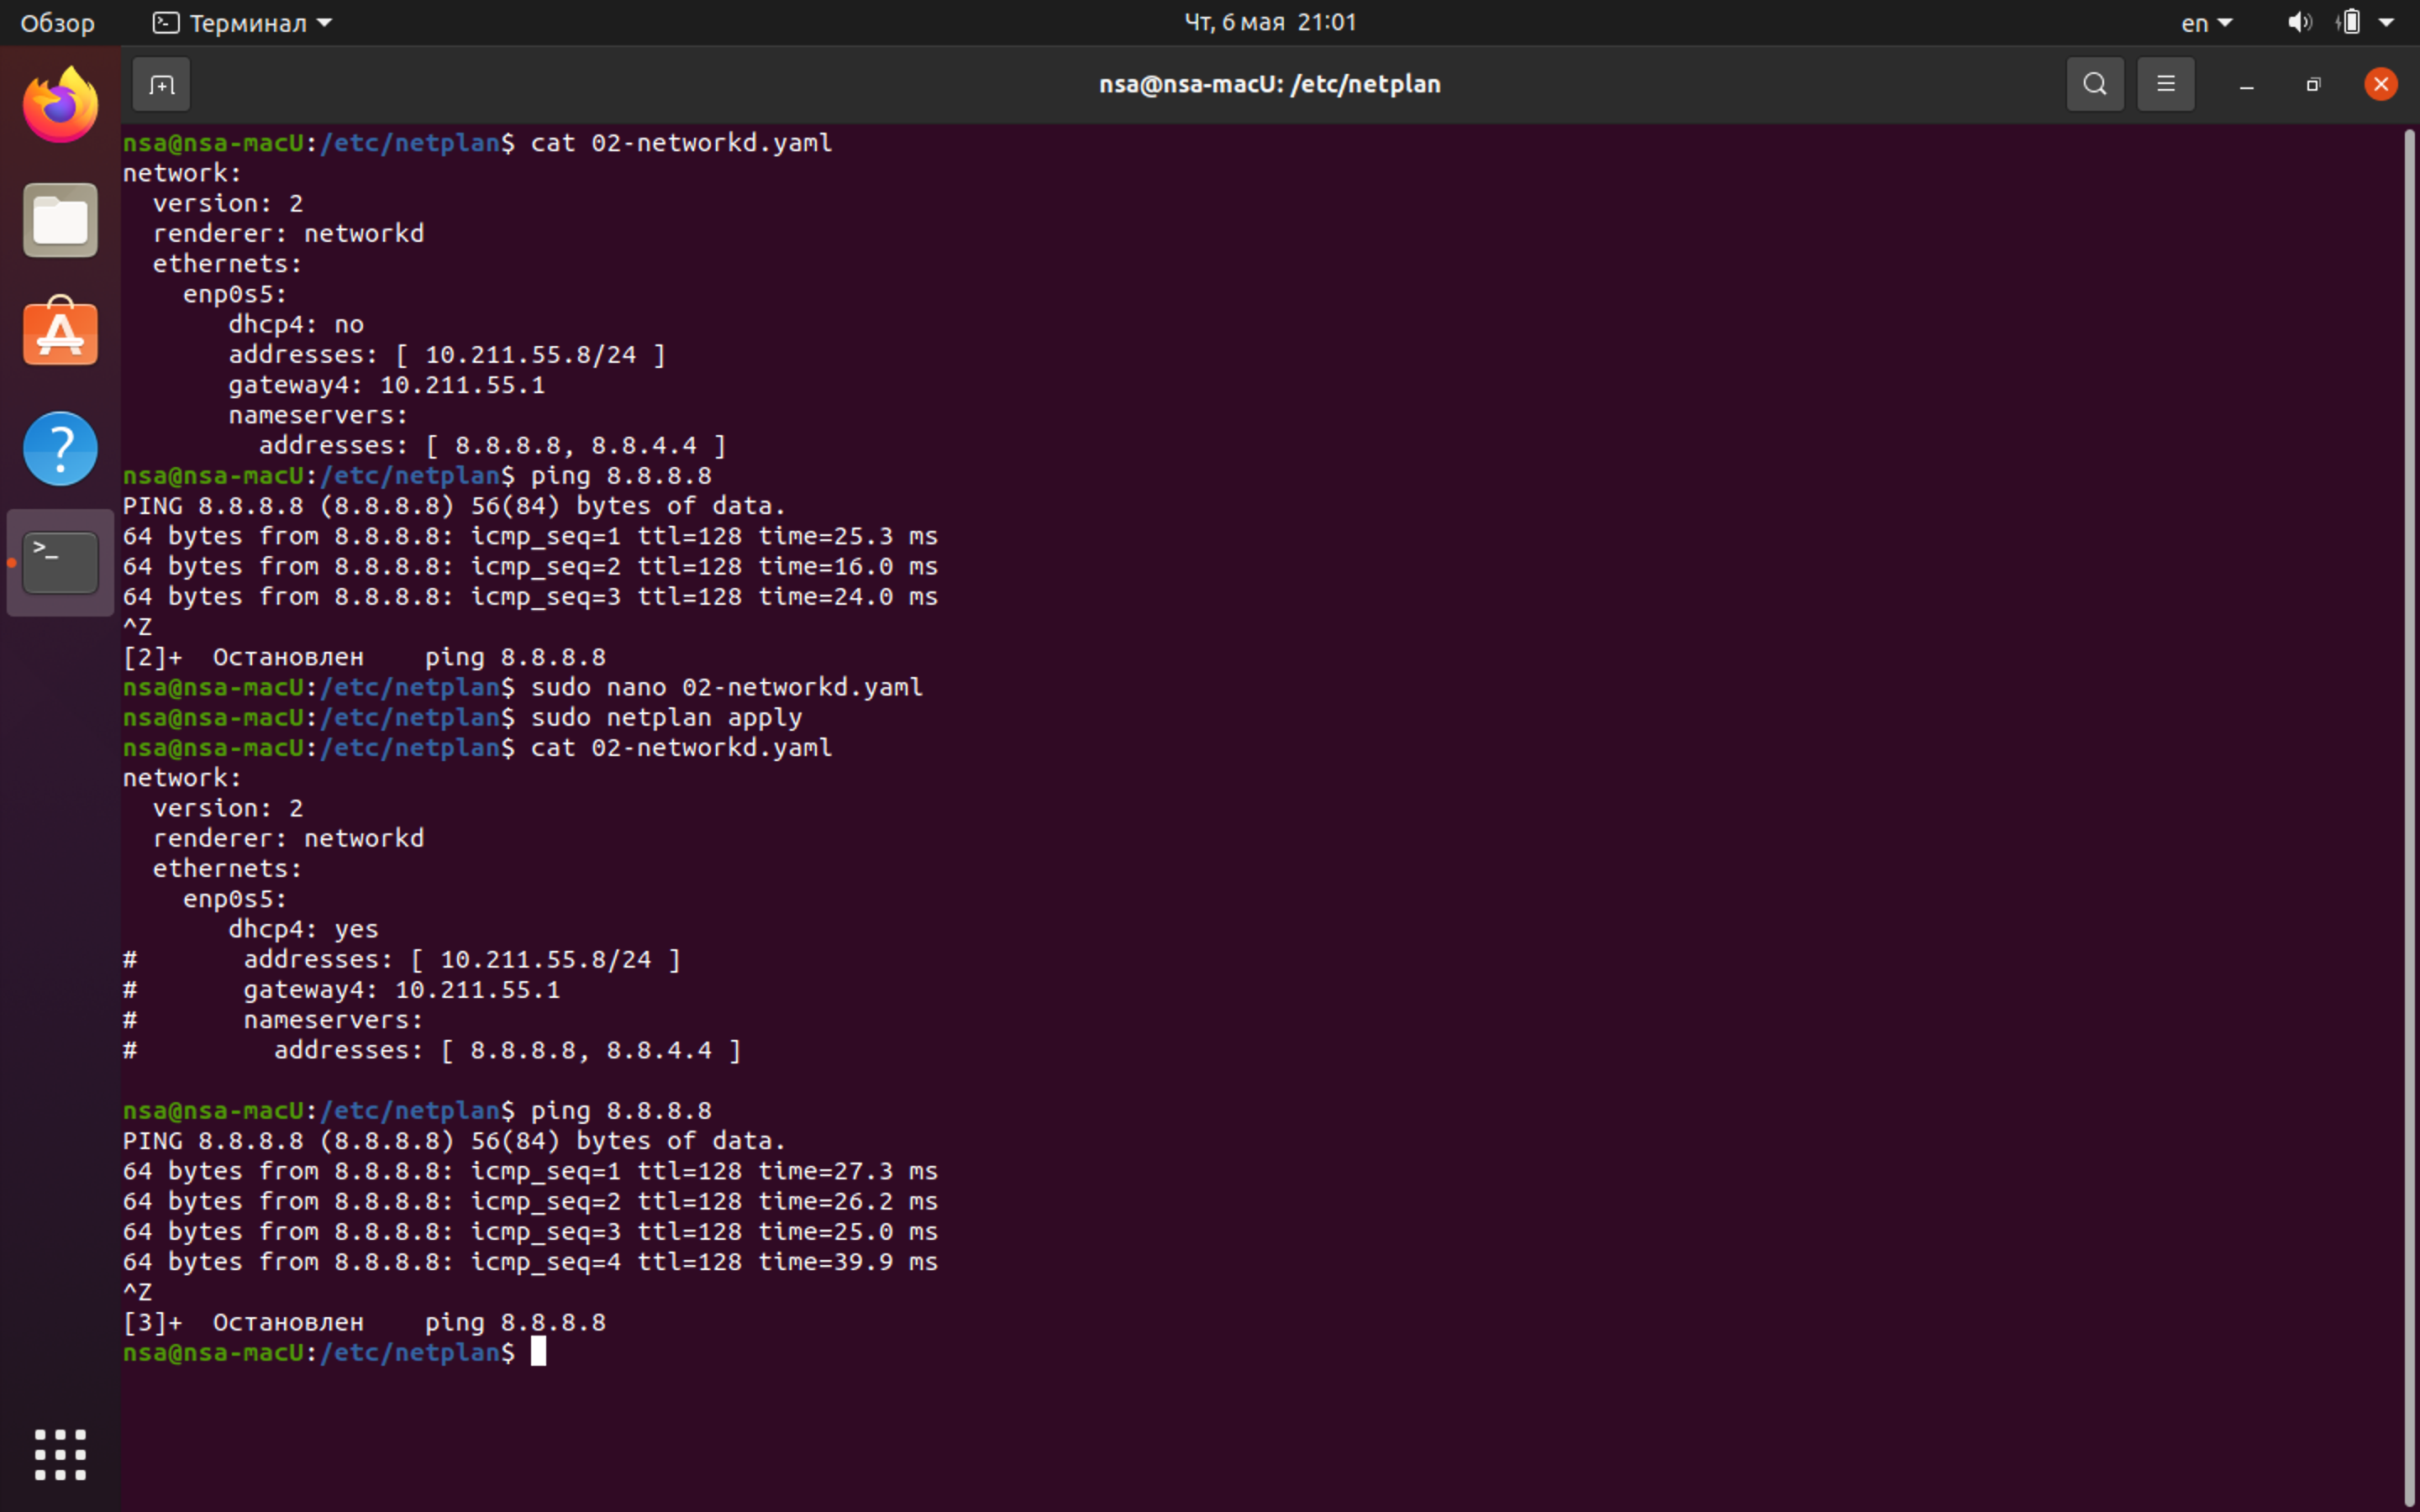 Обзор Терминал Чт, 6 мая 21:01 en
nsa@nsa-macU: /etc/netplan
nsa@nsa-macU:/etc/netplan$ cat 02-networkd.yaml
network:
  version: 2
  renderer: networkd
  ethernets:
    enp0s5:
       dhcp4: no
       addresses: [ 10.211.55.8/24 ]
       gateway4: 10.211.55.1
       nameservers:
         addresses: [ 8.8.8.8, 8.8.4.4 ]
nsa@nsa-macU:/etc/netplan$ ping 8.8.8.8
PING 8.8.8.8 (8.8.8.8) 56(84) bytes of data.
64 bytes from 8.8.8.8: icmp_seq=1 ttl=128 time=25.3 ms
64 bytes from 8.8.8.8: icmp_seq=2 ttl=128 time=16.0 ms
64 bytes from 8.8.8.8: icmp_seq=3 ttl=128 time=24.0 ms
^Z
[2]+  Остановлен    ping 8.8.8.8
nsa@nsa-macU:/etc/netplan$ sudo nano 02-networkd.yaml
nsa@nsa-macU:/etc/netplan$ sudo netplan apply
nsa@nsa-macU:/etc/netplan$ cat 02-networkd.yaml
network:
  version: 2
  renderer: networkd
  ethernets:
    enp0s5:
       dhcp4: yes
#       addresses: [ 10.211.55.8/24 ]
#       gateway4: 10.211.55.1
#       nameservers:
#         addresses: [ 8.8.8.8, 8.8.4.4 ]
nsa@nsa-macU:/etc/netplan$ ping 8.8.8.8
PING 8.8.8.8 (8.8.8.8) 56(84) bytes of data.
64 bytes from 8.8.8.8: icmp_seq=1 ttl=128 time=27.3 ms
64 bytes from 8.8.8.8: icmp_seq=2 ttl=128 time=26.2 ms
64 bytes from 8.8.8.8: icmp_seq=3 ttl=128 time=25.0 ms
64 bytes from 8.8.8.8: icmp_seq=4 ttl=128 time=39.9 ms
^Z
[3]+  Остановлен    ping 8.8.8.8
nsa@nsa-macU:/etc/netplan$